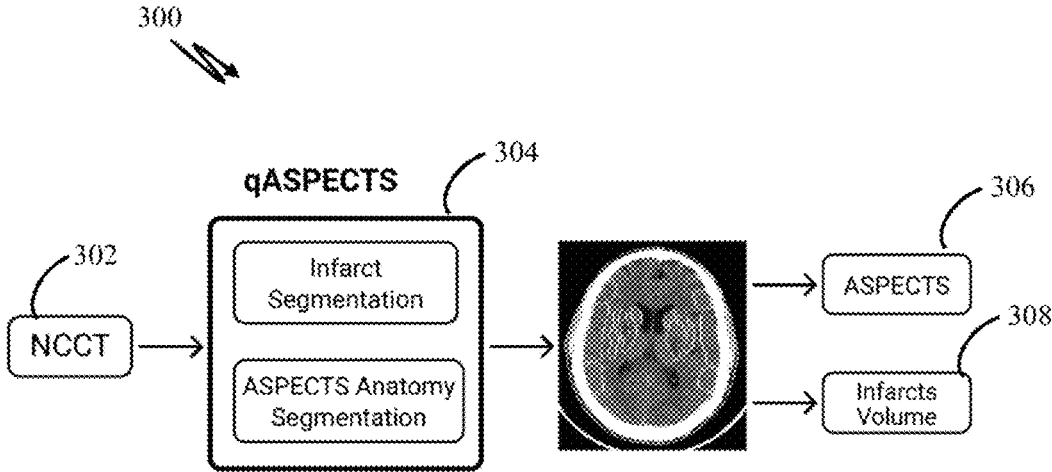 300
304
qASPECTS
306
302
Infarct
Segmentation
ASPECTS
308
NCCT
ASPECTS Anatomy
Segmentation
Infarcts
Volume